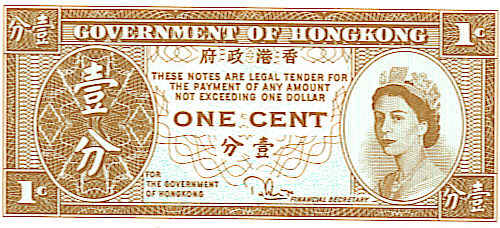 分壹 GOVERNMENT OF HONGKONG 1c
府政港香
THESE NOTES ARE LEGAL TENDER FOR
THE PAYMENT OF ANY AMOUNT
NOT EXCEEDING ONE DOLLAR
壹
分
ONE CENT
分壹
FOR
THE GOVERNMENT
OF HONGKONG
FINANCIAL SECRETARY
1c
分壹